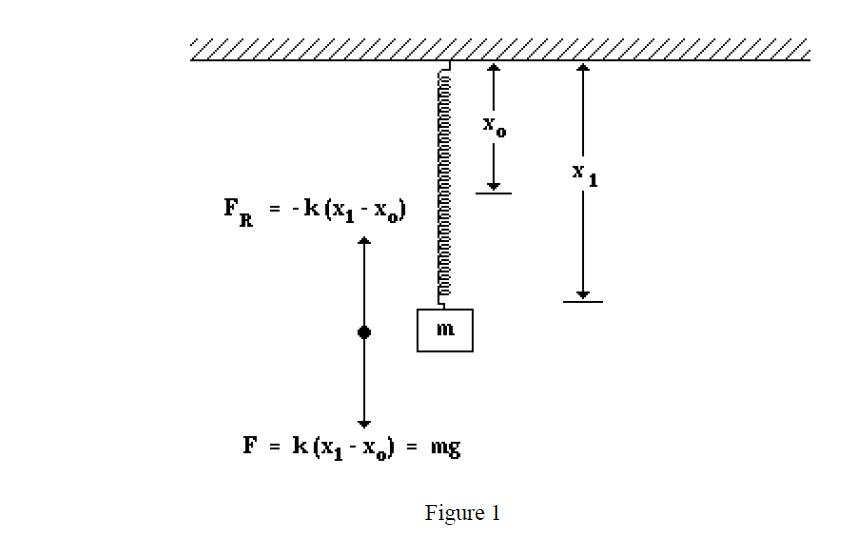 x₀
x₁
F_R = -k(x₁ - x₀)
m
F = k(x₁ - x₀) = mg
Figure 1